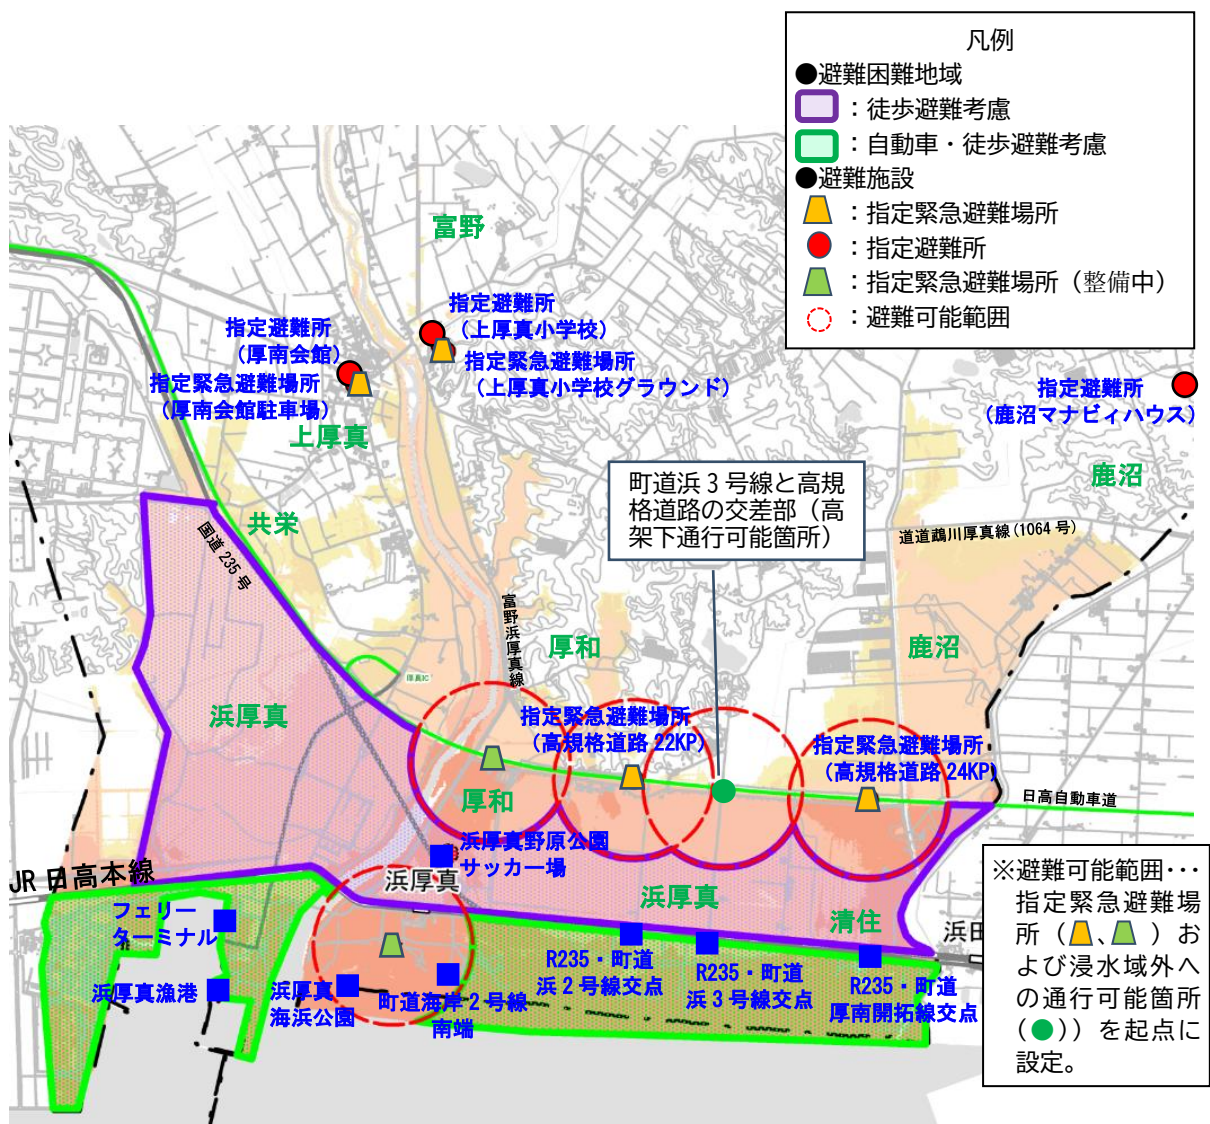 凡例
●避難困難地域
：徒歩避難考慮
：自動車・徒歩避難考慮
●避難施設
：指定緊急避難場所
：指定避難所
：指定緊急避難場所（整備中）
：避難可能範囲
富野
指定避難所
（上厚真小学校）
指定緊急避難場所
（上厚真小学校グラウンド）
指定避難所
（厚南会館）
指定緊急避難場所
（厚南会館駐車場）
上厚真
指定避難所
（鹿沼マナビィハウス）
鹿沼
町道浜3号線と高規
格道路の交差部（高
架下通行可能箇所）
道道鵡川厚真線(1064号)
共栄
国道235号
富野浜厚真線
厚和
鹿沼
厚真IC
浜厚真
指定緊急避難場所
（高規格道路22KP）
指定緊急避難場所
（高規格道路24KP）
日高自動車道
厚和
浜厚真野原公園
サッカー場
JR日高本線
浜厚真
浜厚真
清住
浜田
フェリー
ターミナル
浜厚真漁港
浜厚真
海浜公園
町道海岸2号線
南端
R235・町道
浜2号線交点
R235・町道
浜3号線交点
R235・町道
厚南開拓線交点
※避難可能範囲･･･
指定緊急避難場
所（、）お
よび浸水域外へ
の通行可能箇所
（●））を起点に
設定。